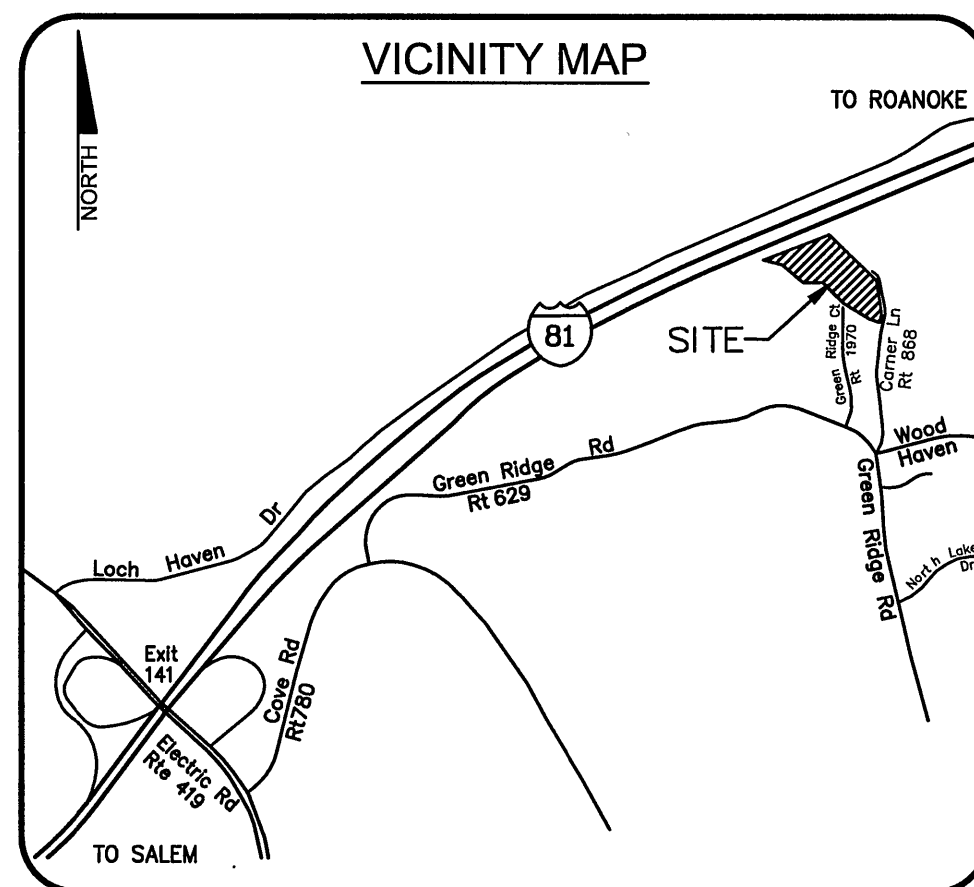 VICINITY MAP
TO ROANOKE
NORTH
81
SITE
Green Ridge Ct
Rt 1970
Carner Ln
Rt 868
Wood
Haven
Green Ridge Rd
Rt 629
Green Ridge Rd
North Lake
Dr
Loch Haven Dr
Exit
141
Cove Rd
Rt780
Electric Rd
Rte 419
TO SALEM